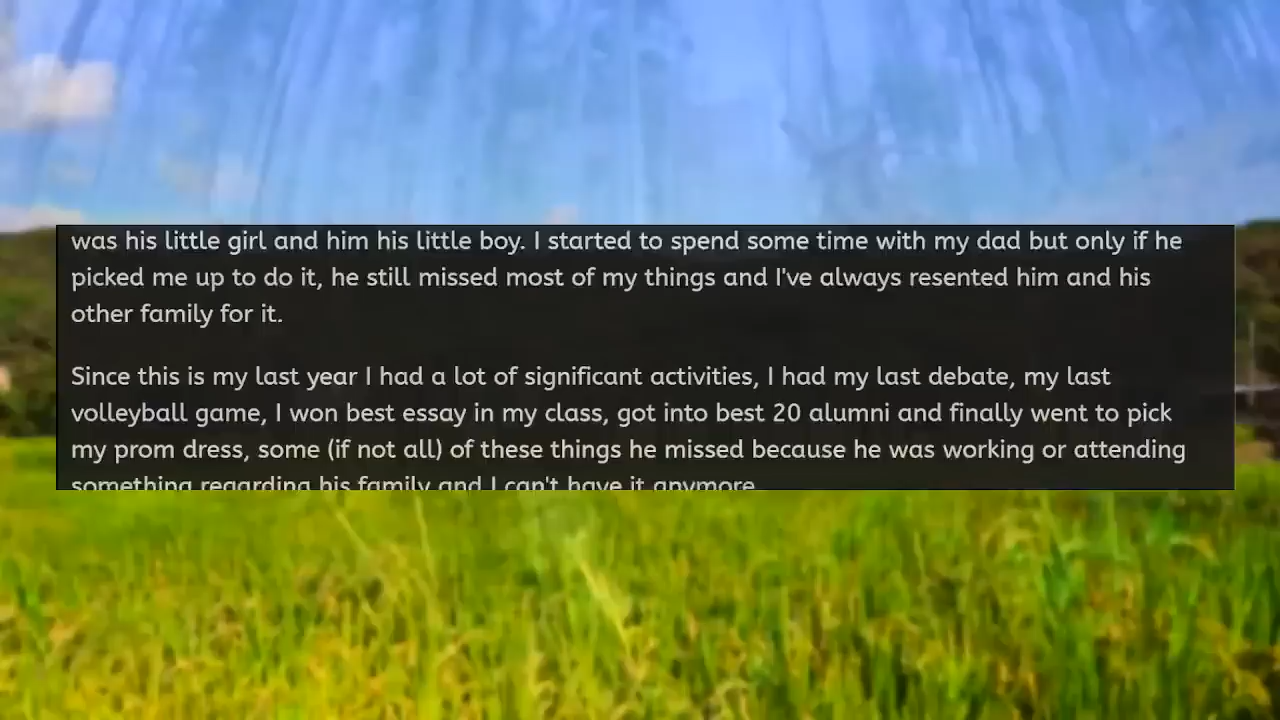 was his little girl and him his little boy. I started to spend some time with my dad but only if he
picked me up to do it, he still missed most of my things and I've always resented him and his
other family for it.
Since this is my last year I had a lot of significant activities, I had my last debate, my last
volleyball game, I won best essay in my class, got into best 20 alumni and finally went to pick
my prom dress, some (if not all) of these things he missed because he was working or attending
something regarding his family and I can't have it anymore.